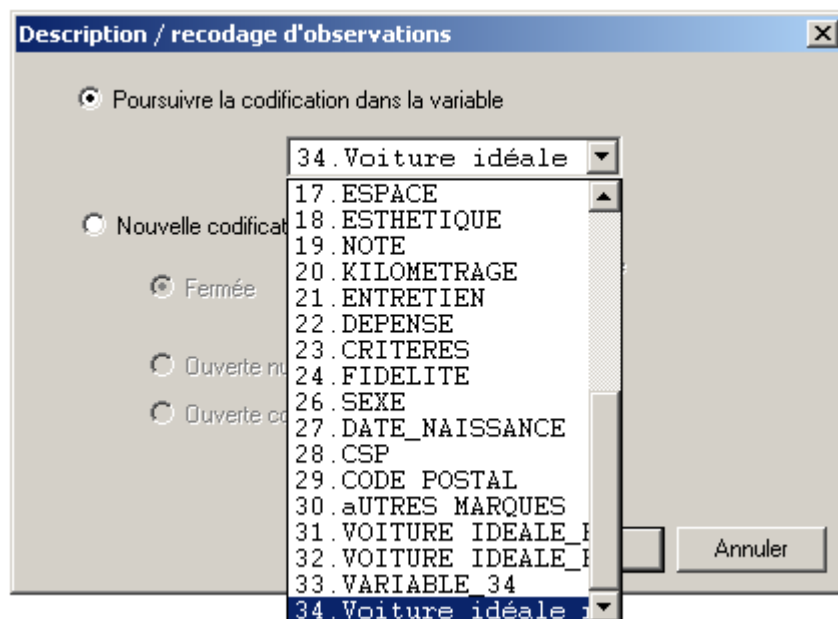 Description / recodage d'observations
Poursuivre la codification dans la variable
34.Voiture idéale
17.ESPACE
18.ESTHETIQUE
Nouvelle codificat
19.NOTE
20.KILOMETRAGE
Fermée
21.ENTRETIEN
22.DEPENSE
23.CRITERES
Ouverte nu
24.FIDELITE
26.SEXE
Ouverte co
27.DATE_NAISSANCE
28.CSP
29.CODE POSTAL
30.aUTRES MARQUES
31.VOITURE IDEALE_
32.VOITURE IDEALE_
Annuler
33.VARIABLE_34
34.Voiture idéale